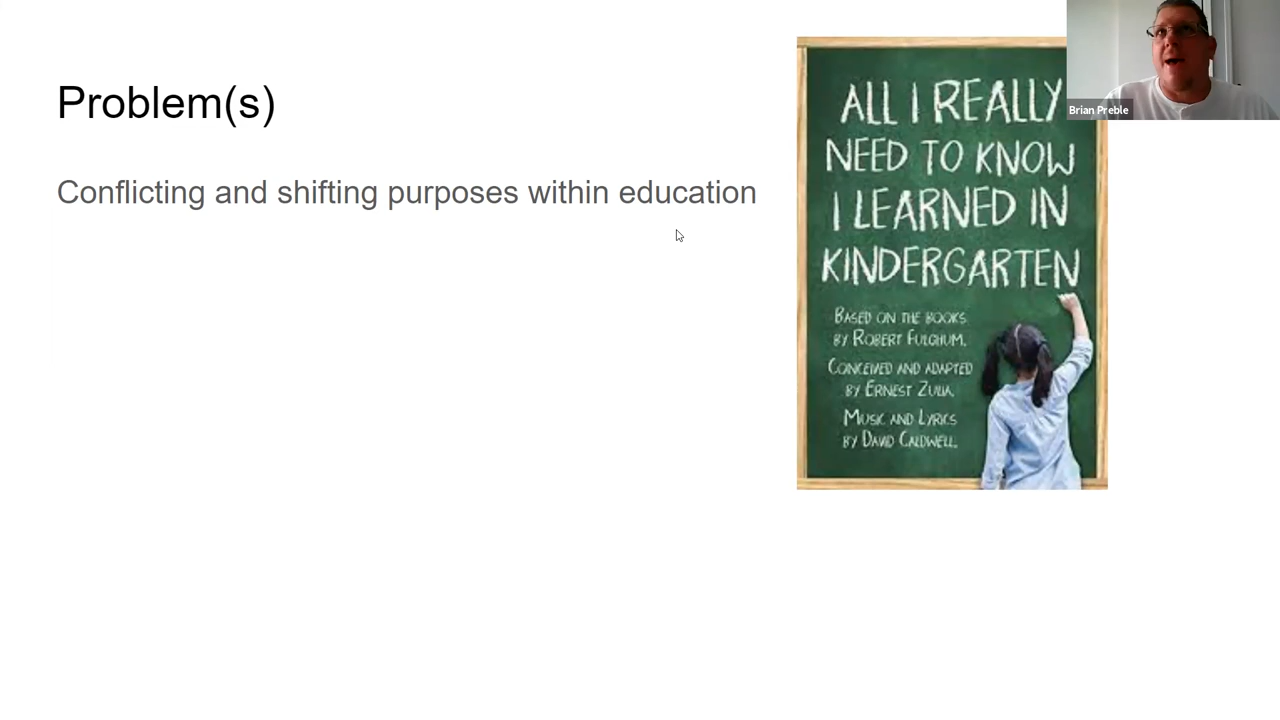 Problem(s)
Conflicting and shifting purposes within education
ALL I REALLY
NEED TO KNOW
I LEARNED IN
KINDERGARTEN
BASED ON THE BOOKS
BY ROBERT FULGHUM.
CONCEIVED AND ADAPTED
BY ERNEST ZULIA.
MUSIC AND LYRICS
BY DAVID CALDWELL.
Brian Preble